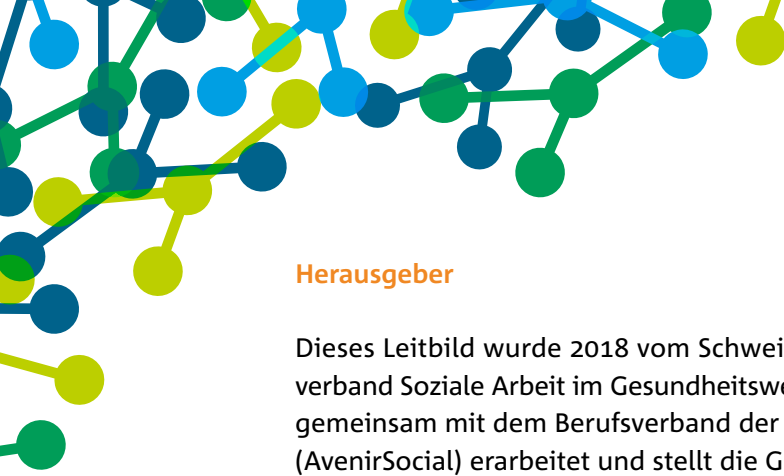 Herausgeber
Dieses Leitbild wurde 2018 vom Schwei
verband Soziale Arbeit im Gesundheitswe
gemeinsam mit dem Berufsverband der
(AvenirSocial) erarbeitet und stellt die G